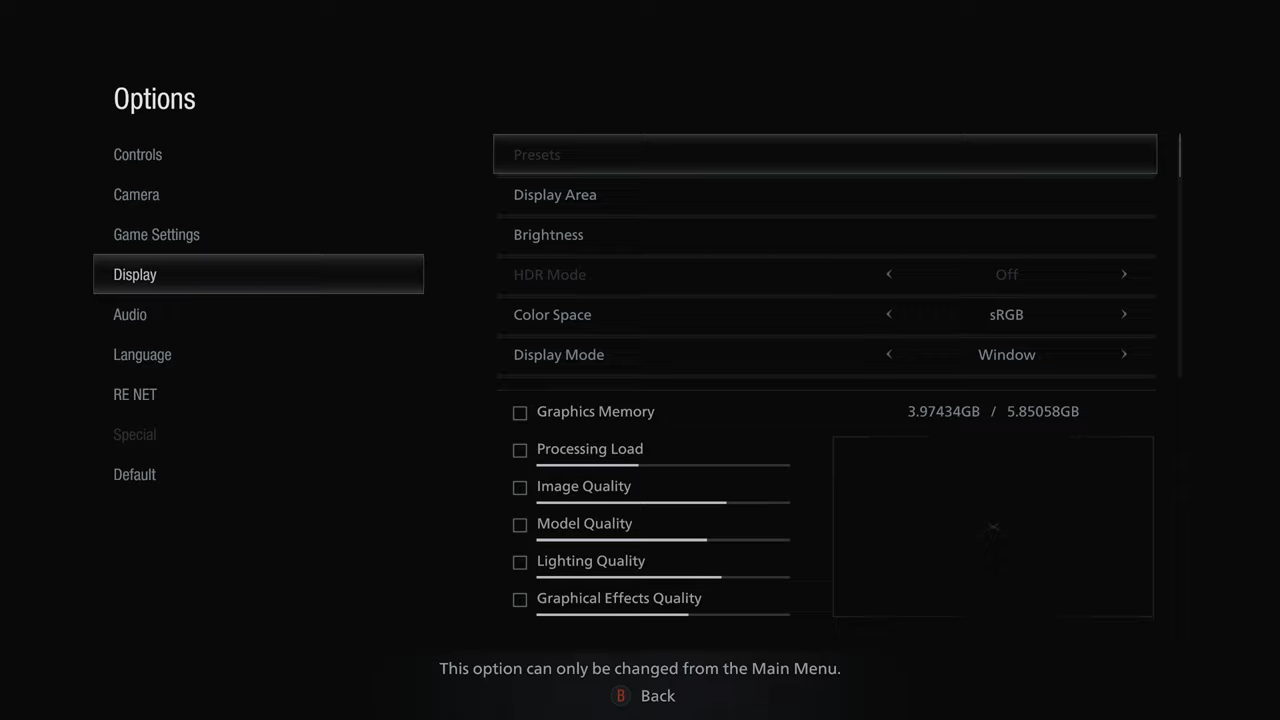 Options
Controls
Camera
Game Settings
Display
Audio
Language
RE NET
Special
Default
Presets
Display Area
Brightness
HDR Mode Off
Color Space sRGB
Display Mode Window
Graphics Memory 3.97434GB / 5.85058GB
Processing Load
Image Quality
Model Quality
Lighting Quality
Graphical Effects Quality
This option can only be changed from the Main Menu.
B Back